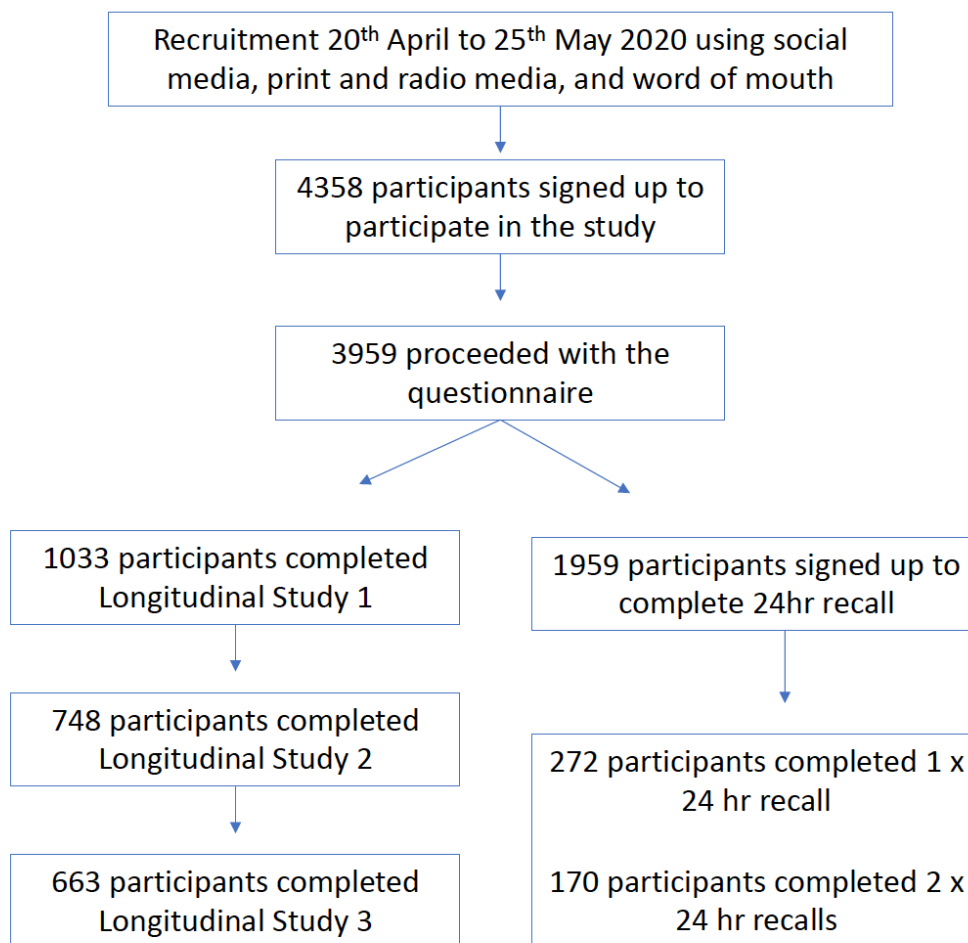 Recruitment 20th April to 25th May 2020 using social
media, print and radio media, and word of mouth
4358 participants signed up to
participate in the study
3959 proceeded with the
questionnaire
1033 participants completed
Longitudinal Study 1
1959 participants signed up to
complete 24hr recall
748 participants completed
Longitudinal Study 2
272 participants completed 1 x
24 hr recall
663 participants completed
Longitudinal Study 3
170 participants completed 2 x
24 hr recalls